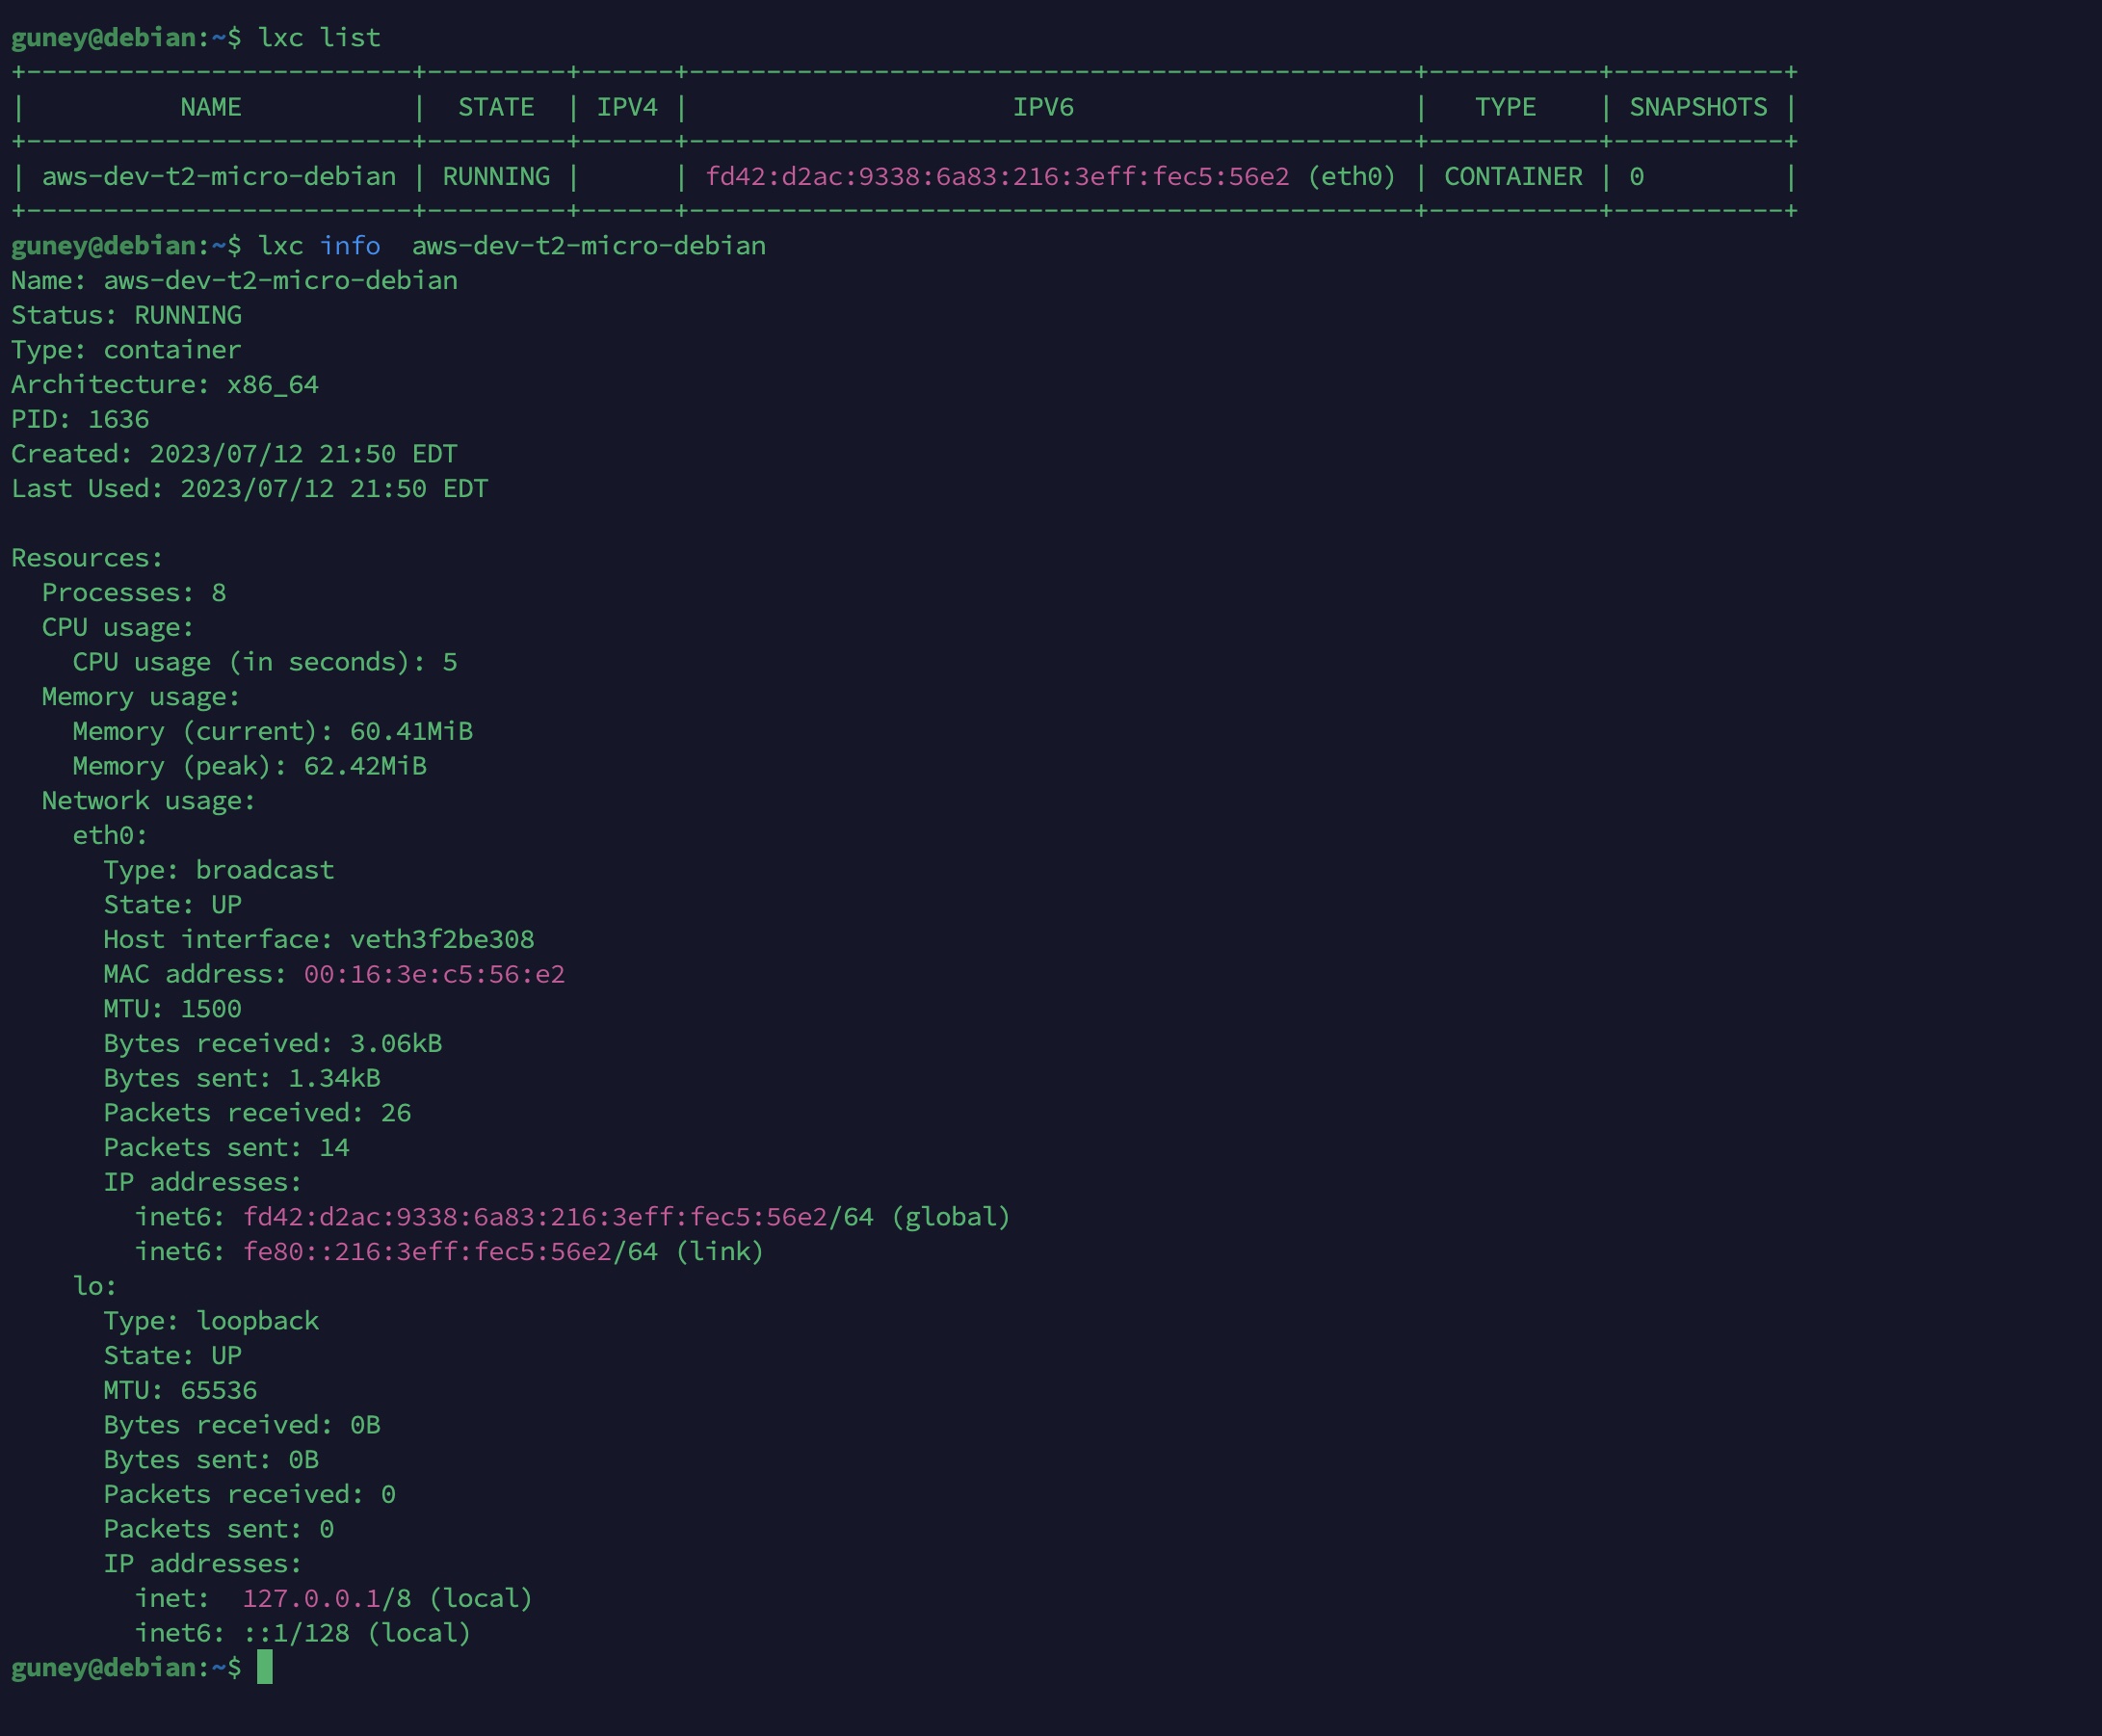 guney@debian:~$ lxc list
+-------------------------+---------+------+-----------------------------------------------+-----------+-----------+
|          NAME           |  STATE  | IPV4 |                     IPV6                      |   TYPE    | SNAPSHOTS |
+-------------------------+---------+------+-----------------------------------------------+-----------+-----------+
| aws-dev-t2-micro-debian | RUNNING |      | fd42:d2ac:9338:6a83:216:3eff:fec5:56e2 (eth0) | CONTAINER | 0         |
+-------------------------+---------+------+-----------------------------------------------+-----------+-----------+
guney@debian:~$ lxc info  aws-dev-t2-micro-debian
Name: aws-dev-t2-micro-debian
Status: RUNNING
Type: container
Architecture: x86_64
PID: 1636
Created: 2023/07/12 21:50 EDT
Last Used: 2023/07/12 21:50 EDT

Resources:
  Processes: 8
  CPU usage:
    CPU usage (in seconds): 5
  Memory usage:
    Memory (current): 60.41MiB
    Memory (peak): 62.42MiB
  Network usage:
    eth0:
      Type: broadcast
      State: UP
      Host interface: veth3f2be308
      MAC address: 00:16:3e:c5:56:e2
      MTU: 1500
      Bytes received: 3.06kB
      Bytes sent: 1.34kB
      Packets received: 26
      Packets sent: 14
      IP addresses:
        inet6: fd42:d2ac:9338:6a83:216:3eff:fec5:56e2/64 (global)
        inet6: fe80::216:3eff:fec5:56e2/64 (link)
    lo:
      Type: loopback
      State: UP
      MTU: 65536
      Bytes received: 0B
      Bytes sent: 0B
      Packets received: 0
      Packets sent: 0
      IP addresses:
        inet:  127.0.0.1/8 (local)
        inet6: ::1/128 (local)
guney@debian:~$